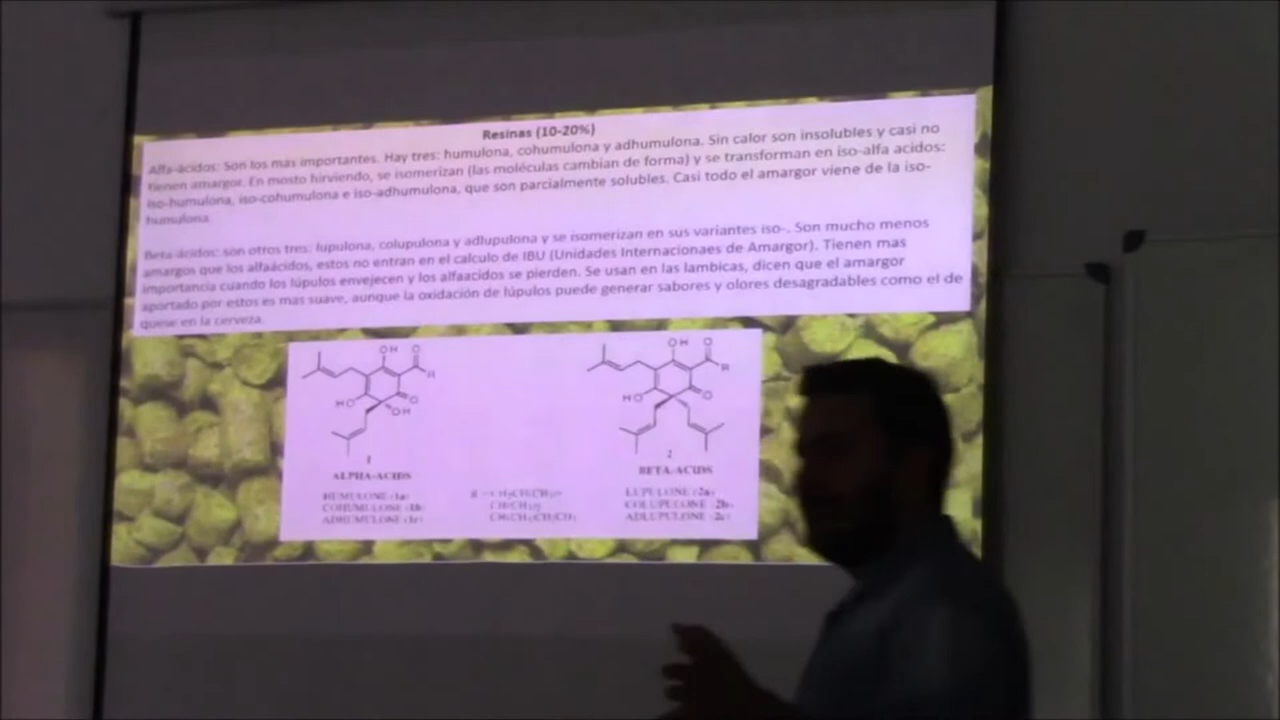 Resinas (10-20%)
Alfa-ácidos: Son los mas importantes. Hay tres: humulona, cohumulona y adhumulona. Sin calor son insolubles y casi no
tienen amargor. En mosto hirviendo, se isomerizan (las moléculas cambian de forma) y se transforman en iso-alfa acidos:
iso-humulona, iso-cohumulona e iso-adhumulona, que son parcialmente solubles. Casi todo el amargor viene de la iso-
humulona.
Beta-ácidos: son otros tres: lupulona, colupulona y adlupulona y se isomerizan en sus variantes iso-. Son mucho menos
amargos que los alfaácidos, estos no entran en el calculo de IBU (Unidades Internacionaes de Amargor). Tienen mas
importancia cuando los lúpulos envejecen y los alfaacidos se pierden. Se usan en las lambicas, dicen que el amargor
aportado por estos es mas suave, aunque la oxidación de lúpulos puede generar sabores y olores desagradables como el de
queso en la cerveza.
OH O
R
HO O
OH
1
ALPHA-ACIDS
HUMULONE (1a)
COHUMULONE (1b)
ADHUMULONE (1c)
OH O
R
HO O
2
BETA-ACIDS
LUPULONE (2a)
COLUPULONE (2b)
ADLUPULONE (2c)